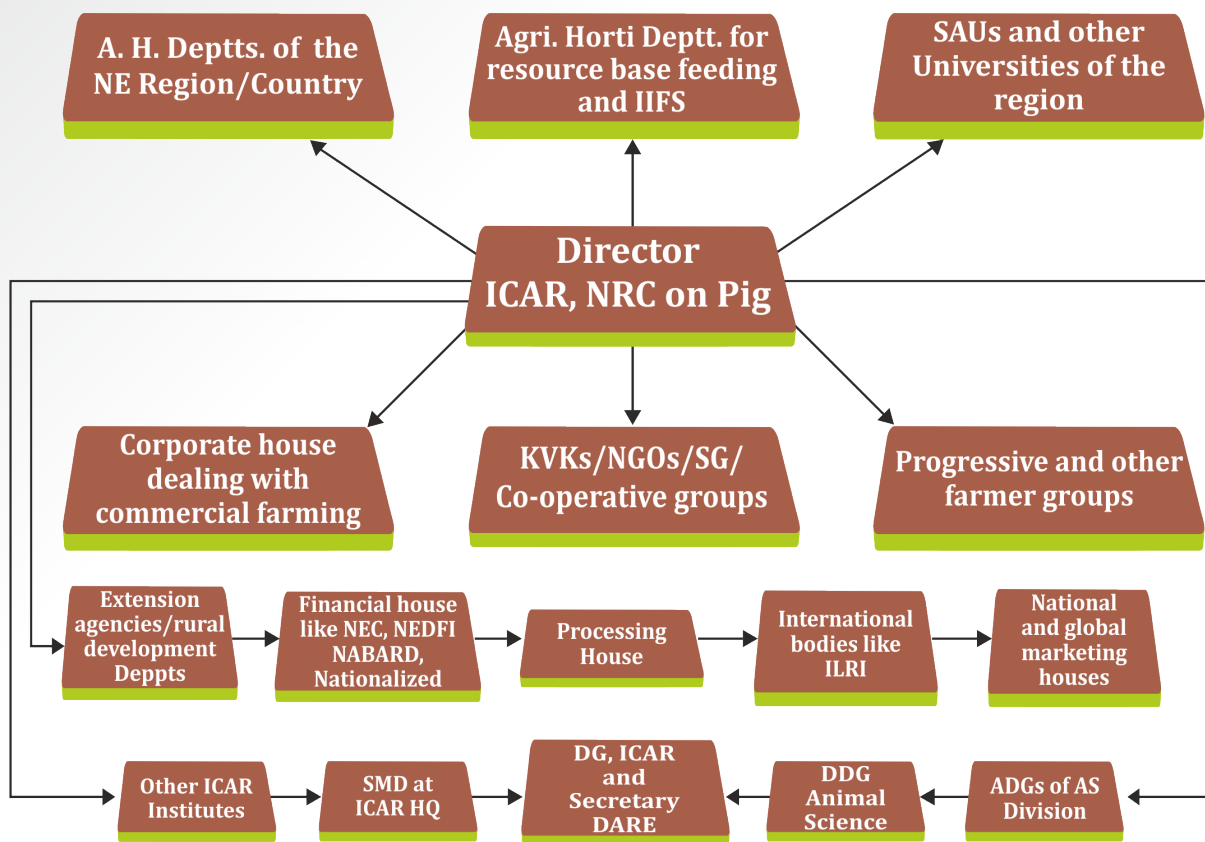 A. H. Deptts. of the
NE Region/Country
Agri. Horti Deptt. for
resource base feeding
and IIFS
SAUs and other
Universities of the
region
Director
ICAR, NRC on Pig
Corporate house
dealing with
commercial farming
KVKs/NGOs/SG/
Co-operative groups
Progressive and other
farmer groups
Extension
agencies/rural
development
Deppts
Financial house
like NEC, NEDFI
NABARD,
Nationalized
Processing
House
International
bodies like
ILRI
National
and global
marketing
houses
Other ICAR
Institutes
SMD at
ICAR HQ
DG, ICAR
and
Secretary
DARE
DDG
Animal
Science
ADGs of AS
Division